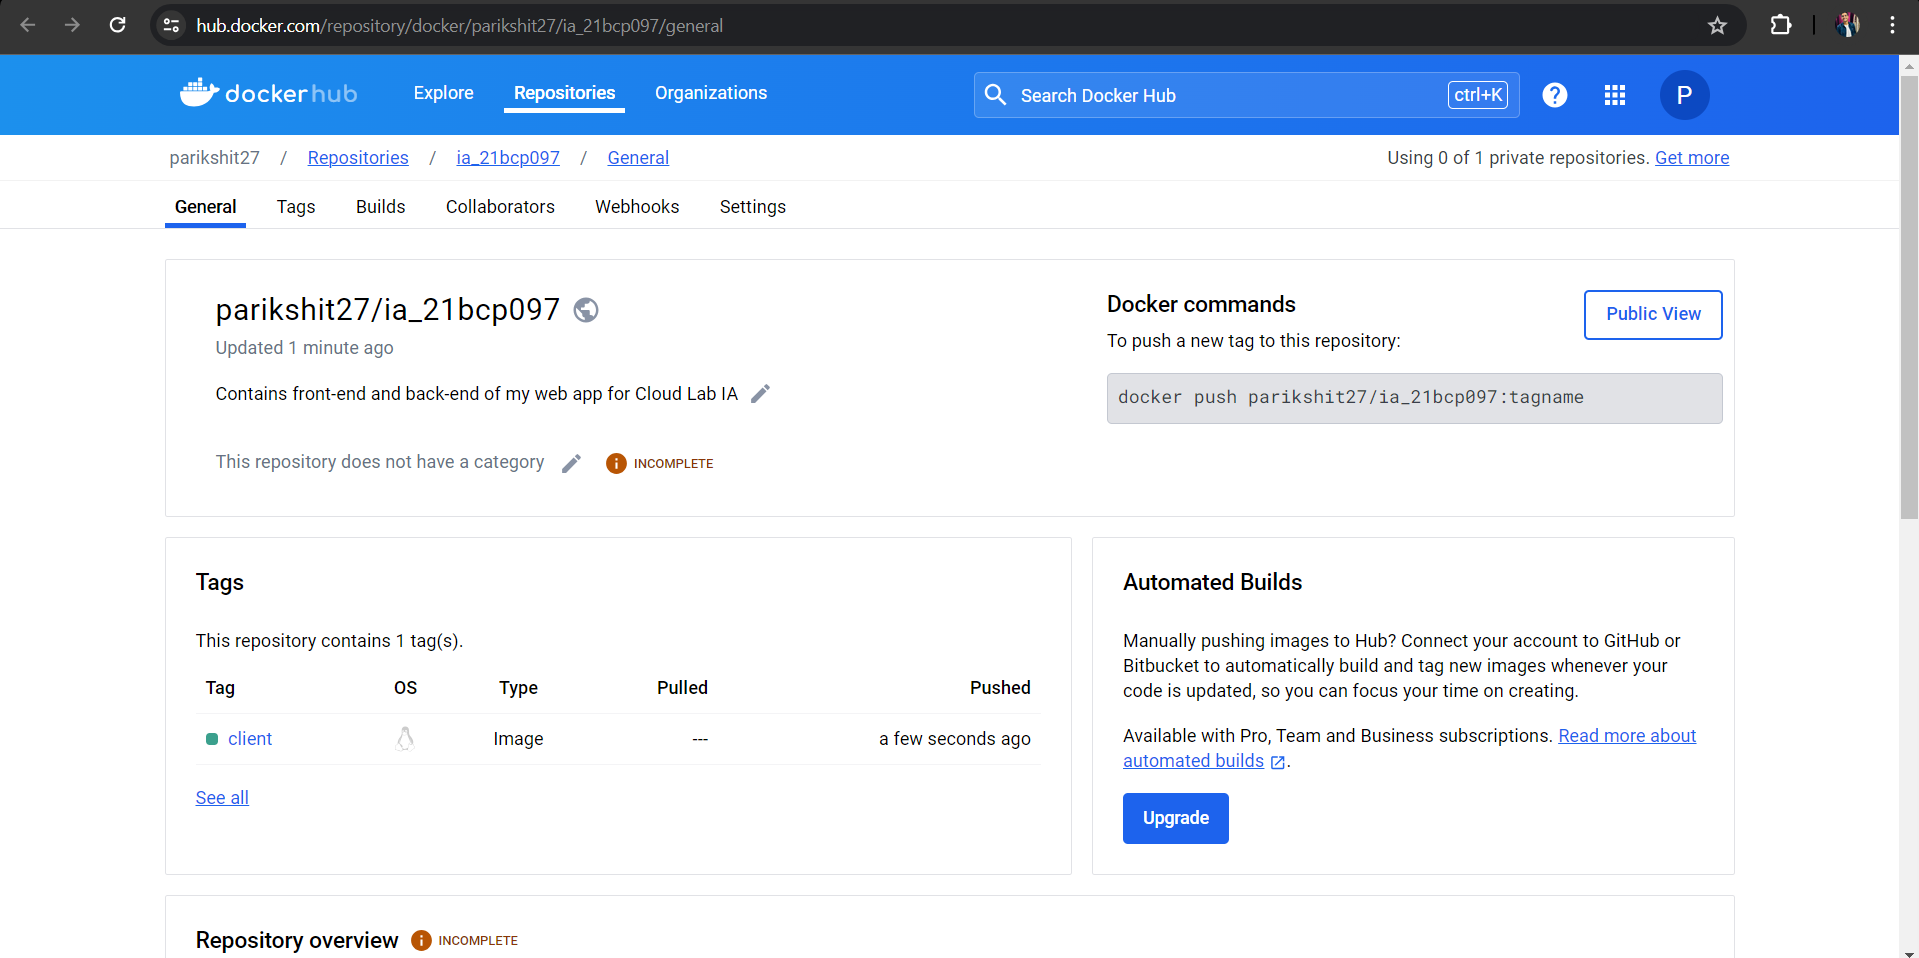 hub.docker.com/repository/docker/parikshit27/ia_21bcp097/general
dockerhub Explore Repositories Organizations Search Docker Hub ctrl+K ? P
parikshit27 / Repositories / ia_21bcp097 / General Using 0 of 1 private repositories. Get more
General Tags Builds Collaborators Webhooks Settings
parikshit27/ia_21bcp097
Updated 1 minute ago
Contains front-end and back-end of my web app for Cloud Lab IA
This repository does not have a category INCOMPLETE
Docker commands
Public View
To push a new tag to this repository:
docker push parikshit27/ia_21bcp097:tagname
Tags
This repository contains 1 tag(s).
Tag OS Type Pulled Pushed
client Image --- a few seconds ago
See all
Automated Builds
Manually pushing images to Hub? Connect your account to GitHub or
Bitbucket to automatically build and tag new images whenever your
code is updated, so you can focus your time on creating.
Available with Pro, Team and Business subscriptions. Read more about
automated builds .
Upgrade
Repository overview INCOMPLETE